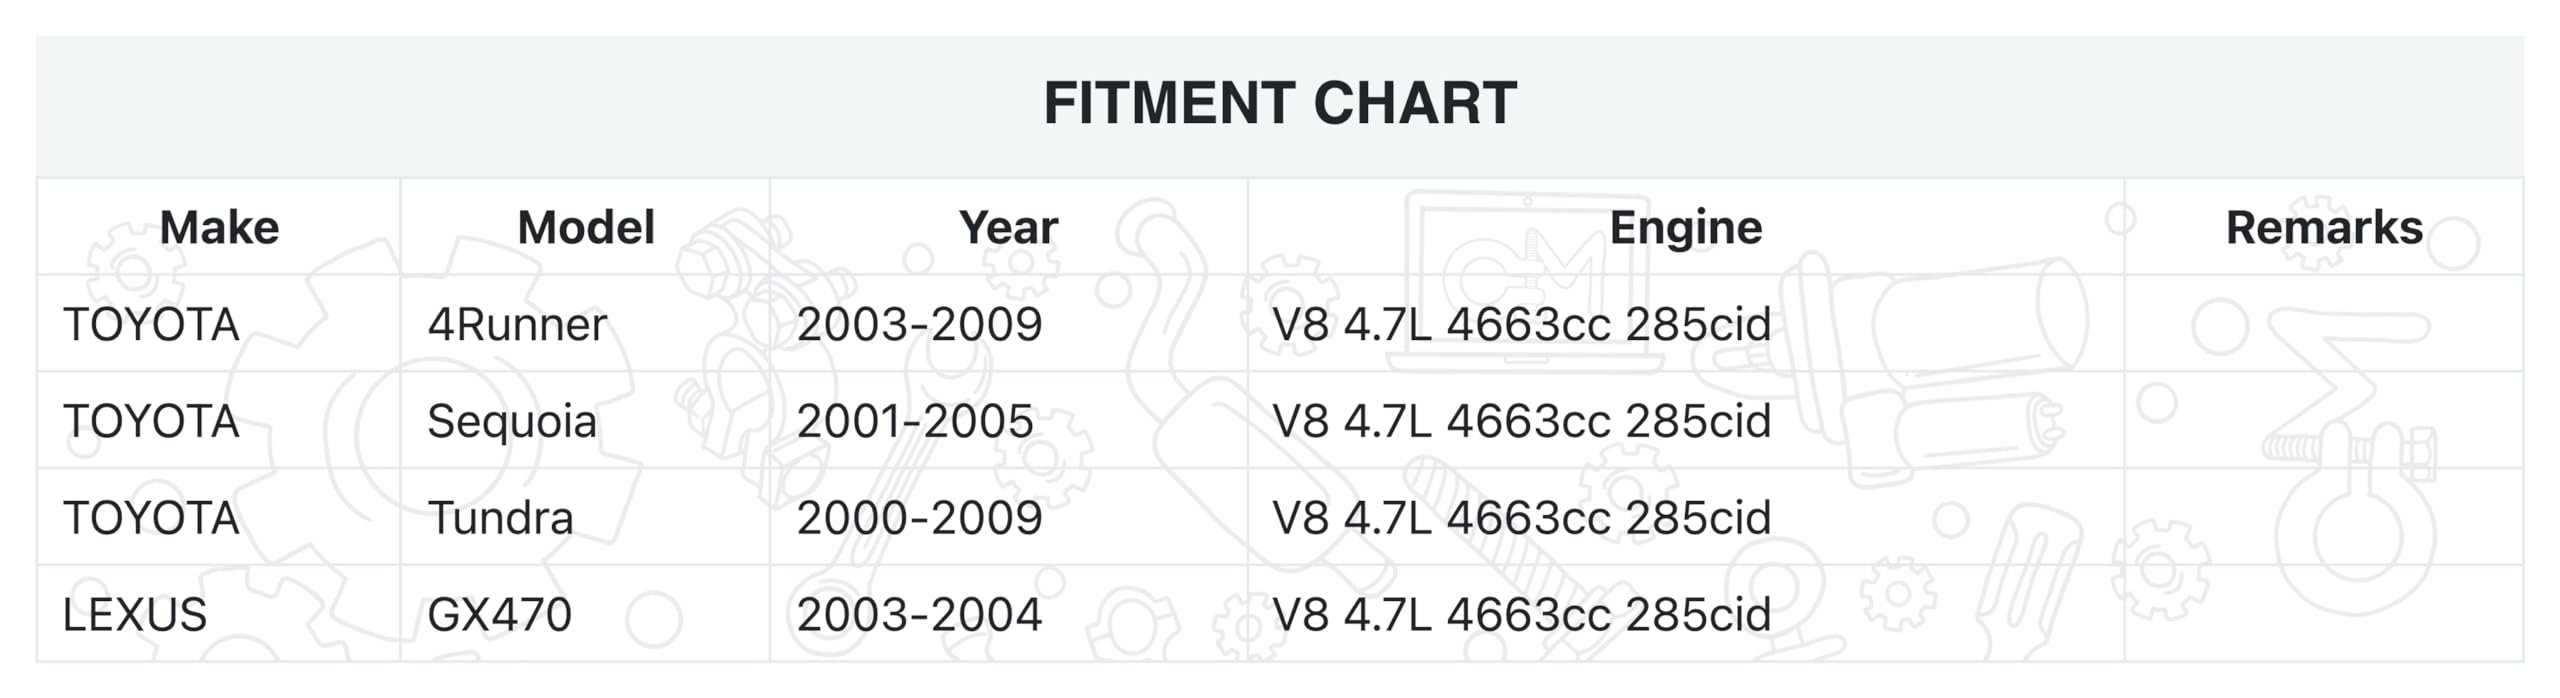 FITMENT CHART
Make Model Year Engine Remarks
TOYOTA 4Runner 2003-2009 V8 4.7L 4663cc 285cid
TOYOTA Sequoia 2001-2005 V8 4.7L 4663cc 285cid
TOYOTA Tundra 2000-2009 V8 4.7L 4663cc 285cid
LEXUS GX470 2003-2004 V8 4.7L 4663cc 285cid